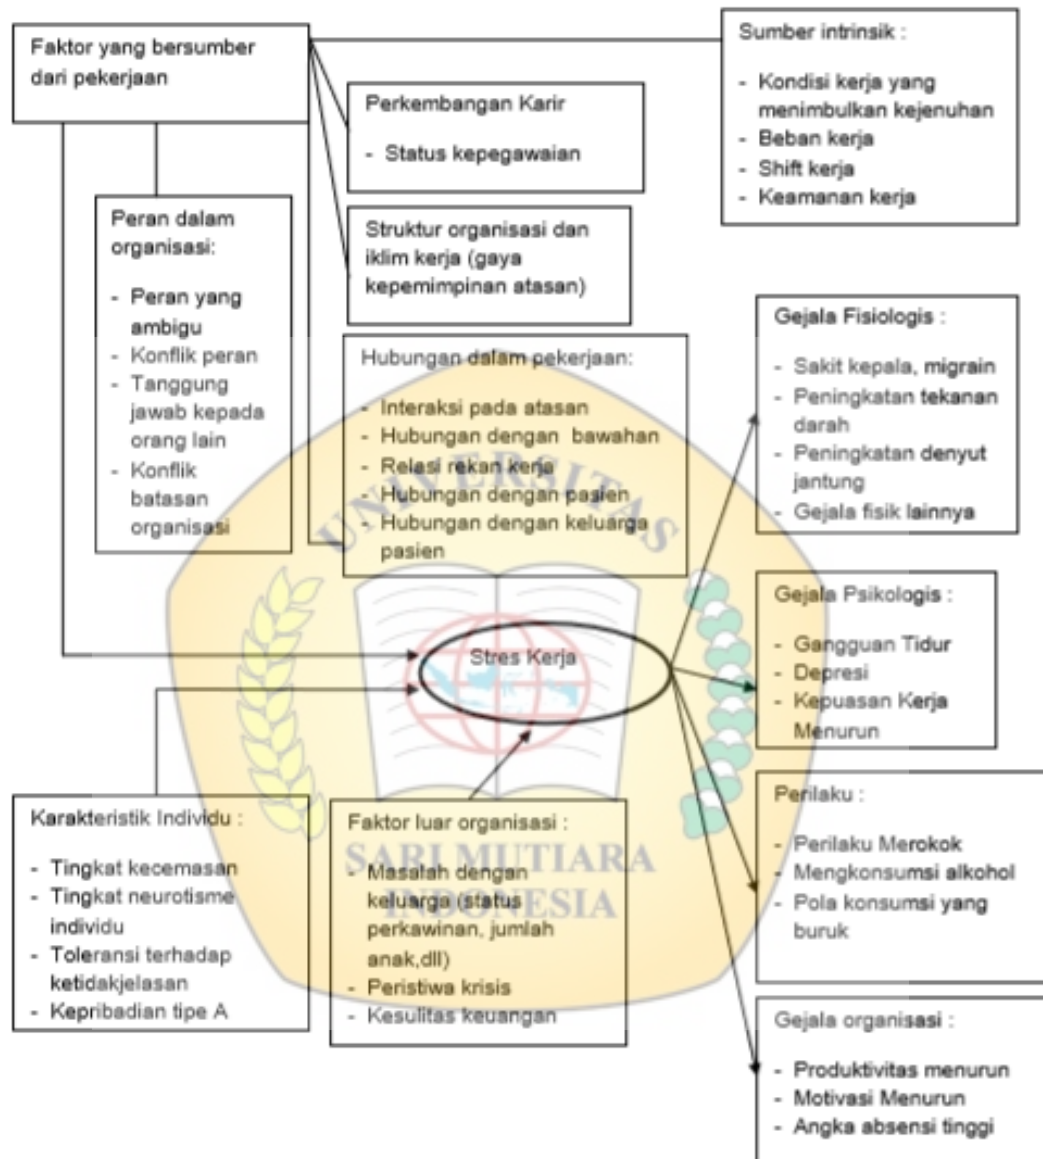 Faktor yang bersumber
dari pekerjaan
Sumber intrinsik :
- Kondisi kerja yang
menimbulkan kejenuhan
- Beban kerja
- Shift kerja
- Keamanan kerja
Perkembangan Karir
- Status kepegawaian
Peran dalam
organisasi:
- Peran yang
ambigu
- Konflik peran
- Tanggung
jawab kepada
orang lain
- Konflik
batasan
organisasi
Struktur organisasi dan
iklim kerja (gaya
kepemimpinan atasan)
Hubungan dalam pekerjaan:
- Interaksi pada atasan
- Hubungan dengan bawahan
- Relasi rekan kerja
- Hubungan dengan pasien
- Hubungan dengan keluarga
pasien
Gejala Fisiologis :
- Sakit kepala, migrain
- Peningkatan tekanan
darah
- Peningkatan denyut
jantung
- Gejala fisik lainnya
UNIVERSITAS
Stres Kerja
Gejala Psikologis :
- Gangguan Tidur
- Depresi
- Kepuasan Kerja
Menurun
Perilaku :
- Perilaku Merokok
- Mengkonsumsi alkohol
- Pola konsumsi yang
buruk
Karakteristik Individu :
- Tingkat kecemasan
- Tingkat neurotisme
individu
- Toleransi terhadap
ketidakjelasan
- Kepribadian tipe A
Faktor luar organisasi :
- Masalah dengan
keluarga (status
perkawinan, jumlah
anak,dll)
- Peristiwa krisis
- Kesulitas keuangan
SARI MUTIARA
INDONESIA
Gejala organisasi :
- Produktivitas menurun
- Motivasi Menurun
- Angka absensi tinggi